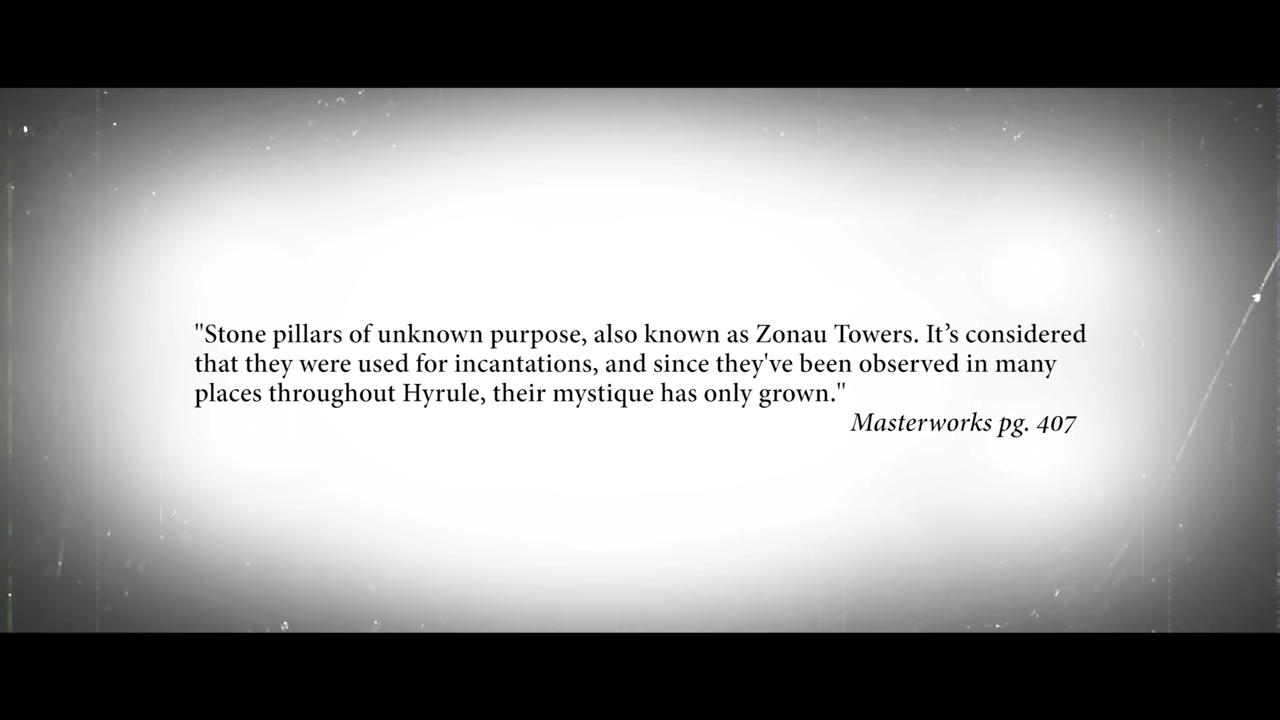 "Stone pillars of unknown purpose, also known as Zonau Towers. It’s considered
that they were used for incantations, and since they've been observed in many
places throughout Hyrule, their mystique has only grown."
Masterworks pg. 407